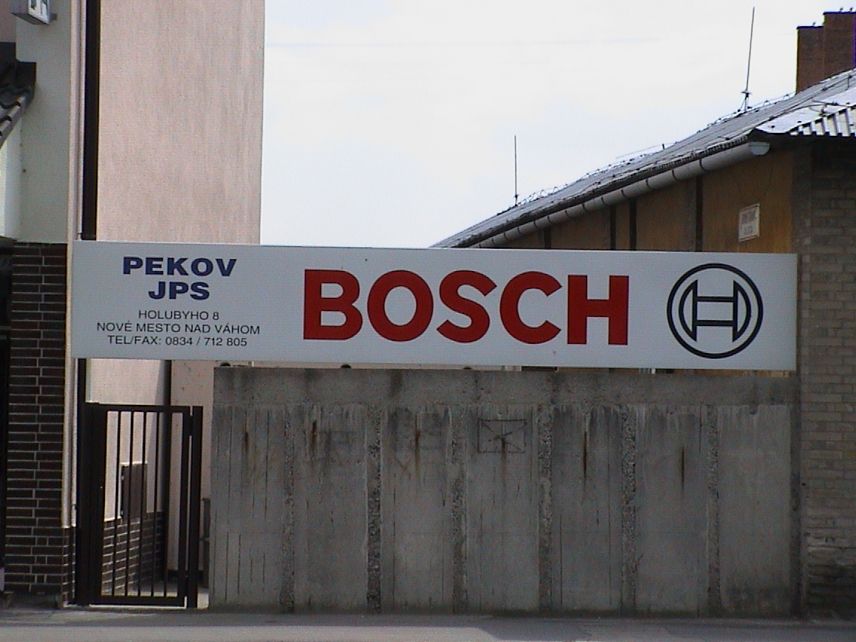 PEKOV
JPS
HOLUBYHO 8
NOVÉ MESTO NAD VÁHOM
TEL/FAX: 0834 / 712 805
BOSCH